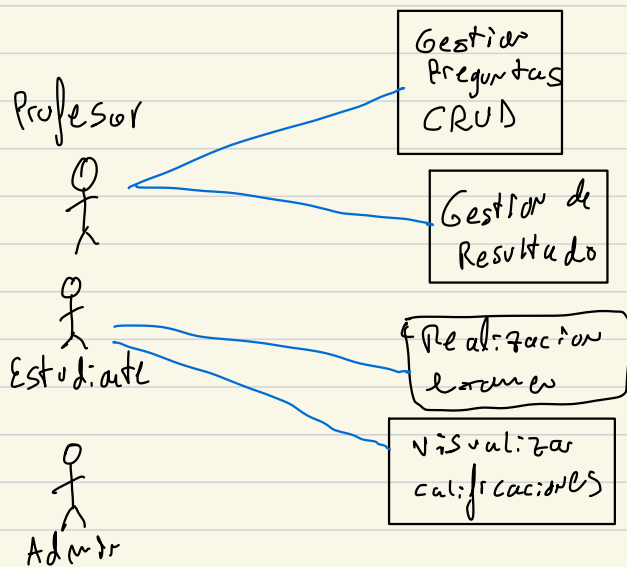 Profesor
Gestion
Preguntas
CRUD
Gestion de
Resultado
Estudiante
Realizacion
examen
visualizar
calificaciones
Admin